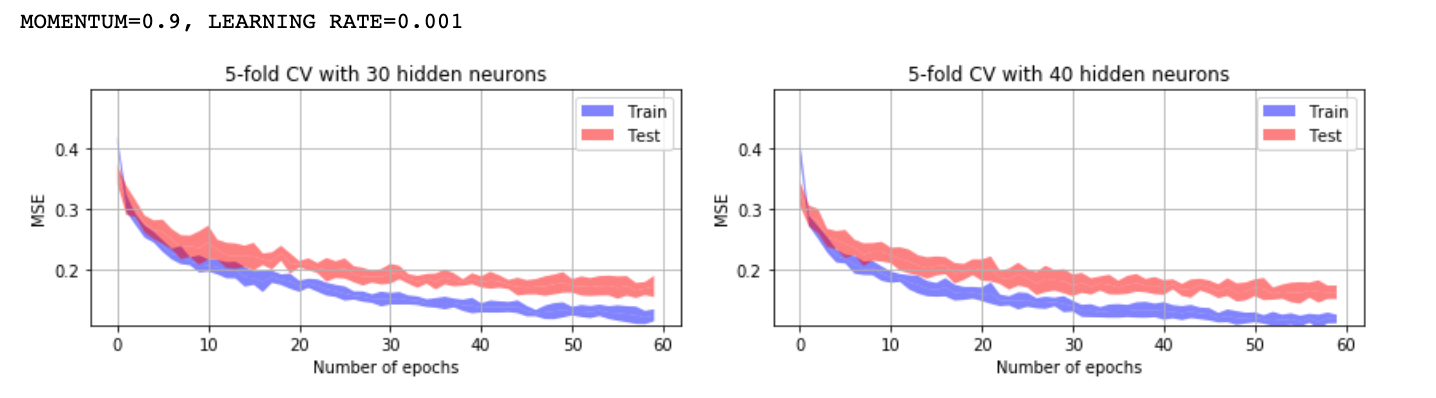 MOMENTUM=0.9, LEARNING RATE=0.001
5-fold CV with 30 hidden neurons
Train
Test
0.4
0.3
0.2
MSE
0 10 20 30 40 50 60
Number of epochs
5-fold CV with 40 hidden neurons
Train
Test
0.4
0.3
0.2
MSE
0 10 20 30 40 50 60
Number of epochs